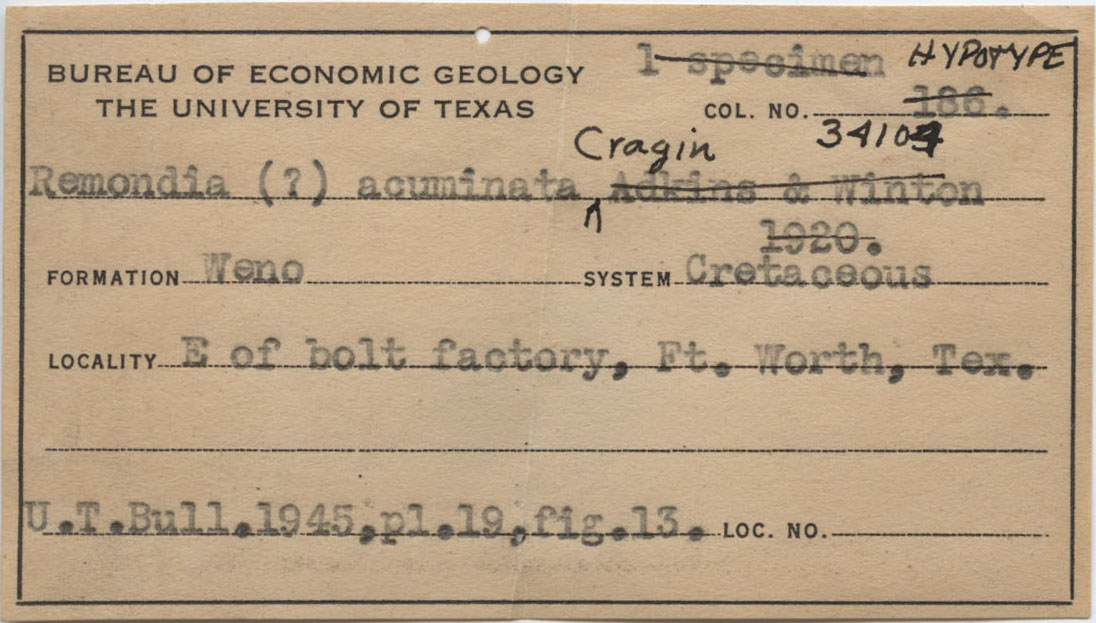 1 specimen HYPOTYPE
BUREAU OF ECONOMIC GEOLOGY
THE UNIVERSITY OF TEXAS
COL. NO. 186.
Cragin 34104
Remondia (?) acuminata ^ Adkins & Winton
1920.
FORMATION Weno SYSTEM Cretaceous
LOCALITY E of bolt factory, Ft. Worth, Tex.
U.T.Bull.1945,pl.19,fig.13. LOC. NO.